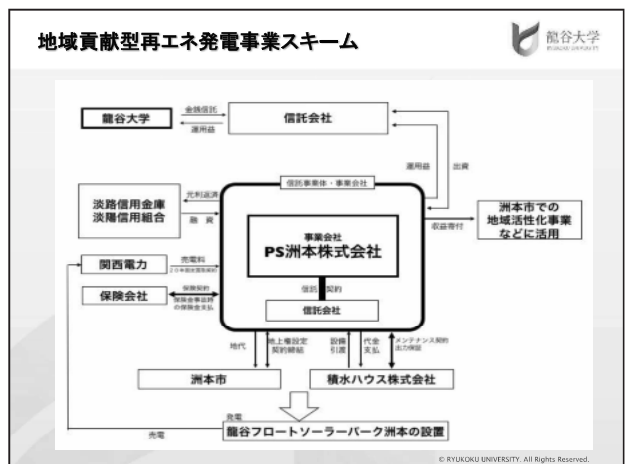 地域貢献型再エネ発電事業スキーム
龍谷大学
RYUKOKU UNIVERSITY
龍谷大学
金銭信託
運用益
信託会社
運用益
出資
信託事業体・事業会社
淡路信用金庫
淡陽信用組合
元利返済
融資
事業会社
PS洲本株式会社
収益寄付
洲本市での
地域活性化事業
などに活用
関西電力
売電料
保険会社
保険契約
保険金事由時
の保険金支払
信託
契約
信託会社
地代
地上権設定
契約締結
設備
引渡
代金
支払
メンテナンス契約
出力保証
洲本市
積水ハウス株式会社
発電
売電
龍谷フロートソーラーパーク洲本の設置
© RYUKOKU UNIVERSITY. All Rights Reserved.